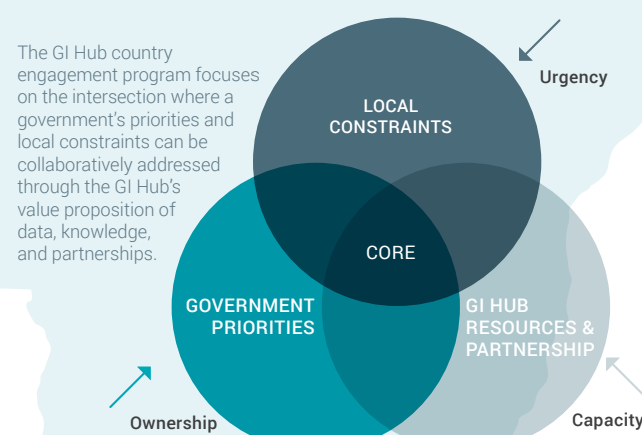 The GI Hub country
engagement program focuses
on the intersection where a
government's priorities and
local constraints can be
collaboratively addressed
through the GI Hub's
value proposition of
data, knowledge,
and partnerships.
Urgency
LOCAL
CONSTRAINTS
CORE
GOVERNMENT
PRIORITIES
GI HUB
RESOURCES &
PARTNERSHIP
Ownership
Capacity